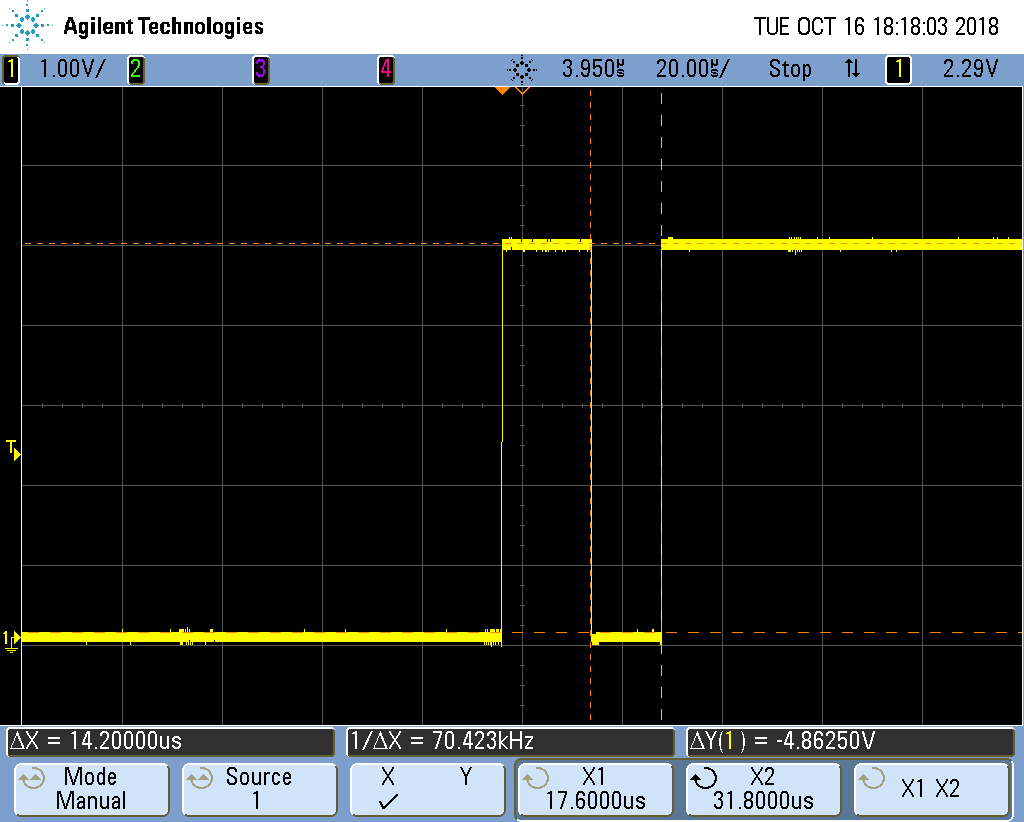 Agilent Technologies TUE OCT 16 18:18:03 2018
1 1.00V/ 2 3 4 3.950µs 20.00µs/ Stop 1 2.29V
T
1
ΔX = 14.20000us 1/ΔX = 70.423kHz ΔY(1) = -4.86250V
Mode Source X Y X1 X2 X1 X2
Manual 1 17.6000us 31.8000us